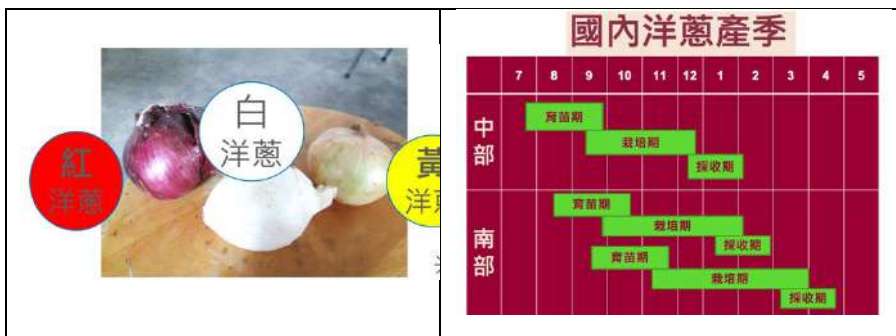 白
洋蔥
紅
洋蔥
黃
國內洋蔥產季
7 8 9 10 11 12 1 2 3 4 5
中部
育苗期
栽培期
採收期
南部
育苗期
栽培期
採收期
育苗期
栽培期
採收期